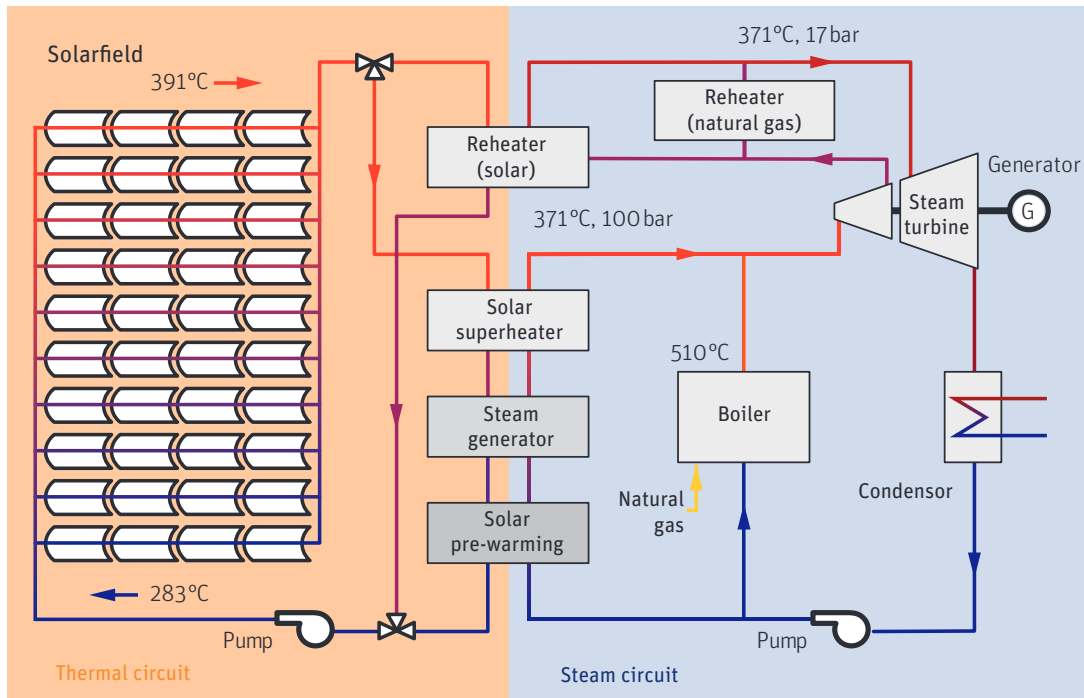 Solarfield
391°C
371°C, 17 bar
Reheater
(natural gas)
Reheater
(solar)
Generator
G
Steam
turbine
371°C, 100 bar
Solar
superheater
510°C
Steam
generator
Boiler
Condensor
Natural
gas
Solar
pre-warming
283°C
Pump
Pump
Thermal circuit
Steam circuit